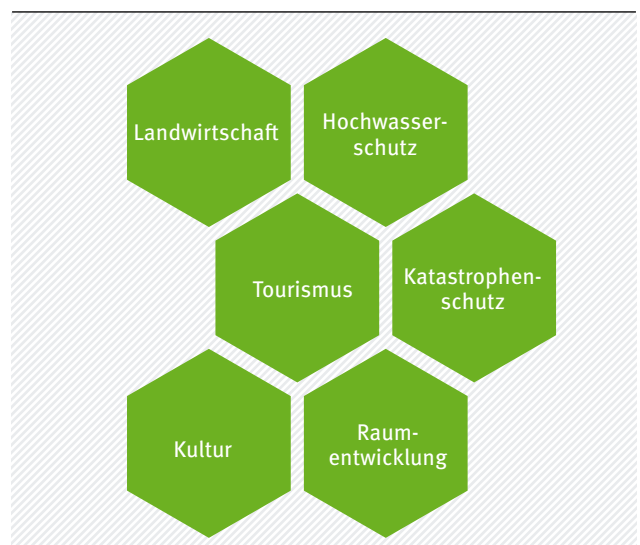 Landwirtschaft
Hochwasser-
schutz
Tourismus
Katastrophen-
schutz
Kultur
Raum-
entwicklung